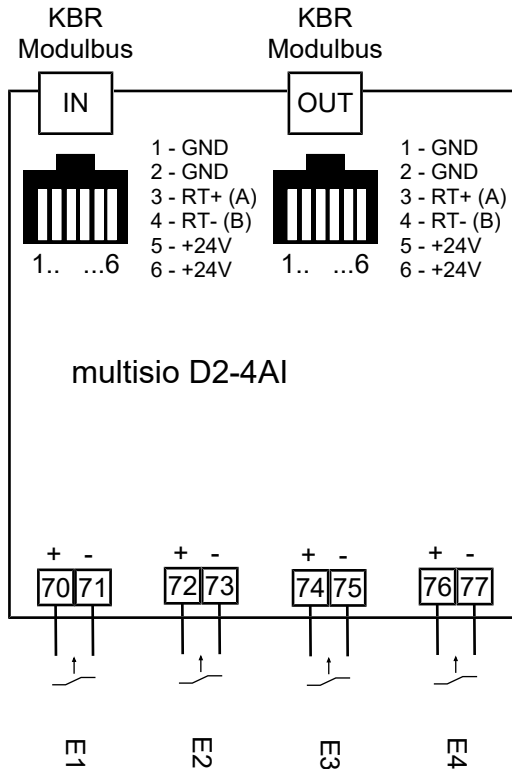 KBR
Modulbus
KBR
Modulbus
IN
OUT
1 - GND
2 - GND
3 - RT+ (A)
4 - RT- (B)
5 - +24V
6 - +24V
1.. ...6
1 - GND
2 - GND
3 - RT+ (A)
4 - RT- (B)
5 - +24V
6 - +24V
1.. ...6
multisio D2-4AI
+ - + - + - + -
70 71 72 73 74 75 76 77
E1 E2 E3 E4